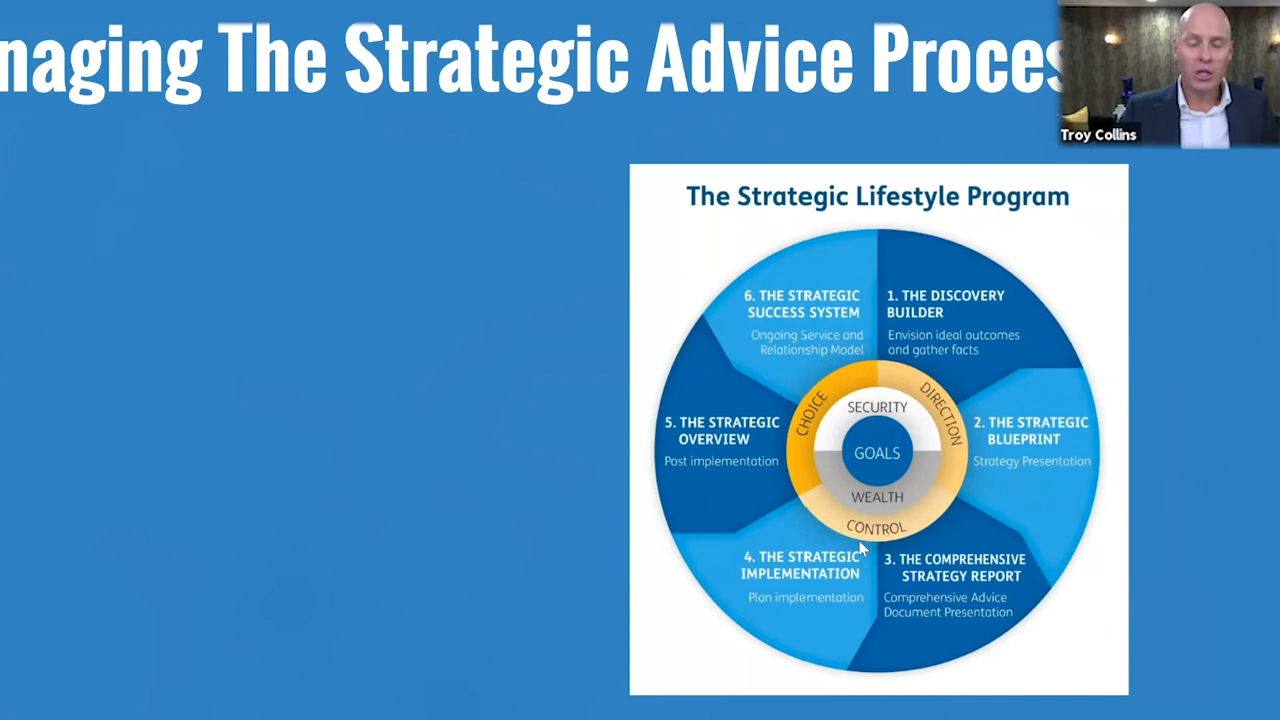 naging The Strategic Advice Proces
Troy Collins
The Strategic Lifestyle Program
6. THE STRATEGIC
SUCCESS SYSTEM
Ongoing Service and
Relationship Model
1. THE DISCOVERY
BUILDER
Envision ideal outcomes
and gather facts
5. THE STRATEGIC
OVERVIEW
Post implementation
CHOICE
SECURITY
GOALS
WEALTH
CONTROL
DIRECTION
2. THE STRATEGIC
BLUEPRINT
Strategy Presentation
4. THE STRATEGIC
IMPLEMENTATION
Plan implementation
3. THE COMPREHENSIVE
STRATEGY REPORT
Comprehensive Advice
Document Presentation